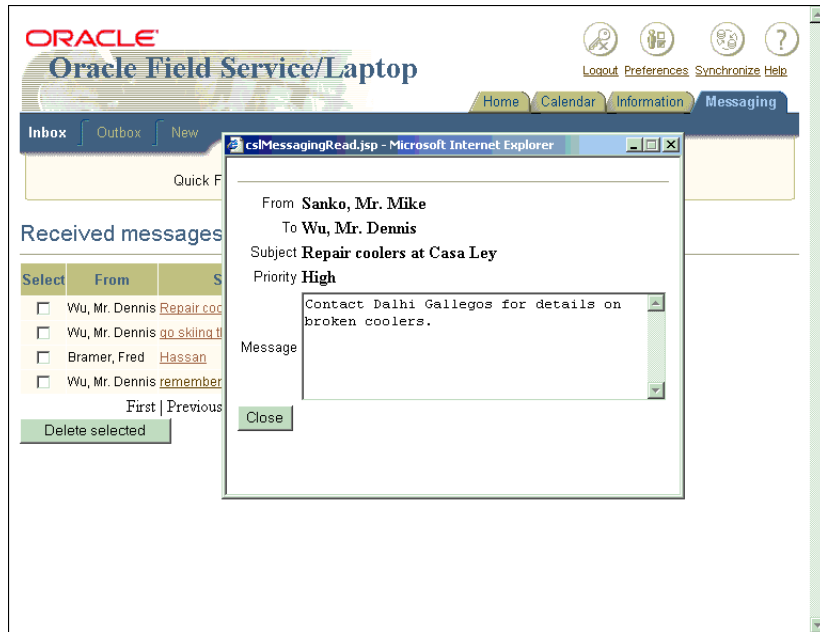 ORACLE
Oracle Field Service/Laptop
Logout Preferences Synchronize Help
Home Calendar Information Messaging
Inbox Outbox New
cslMessagingRead.jsp - Microsoft Internet Explorer
Quick F
From Sanko, Mr. Mike
To Wu, Mr. Dennis
Subject Repair coolers at Casa Ley
Priority High
Message Contact Dalhi Gallegos for details on
broken coolers.
Close
Received messages
Select From S
Wu, Mr. Dennis Repair coo
Wu, Mr. Dennis go skiing th
Bramer, Fred Hassan
Wu, Mr. Dennis remember
First | Previous
Delete selected